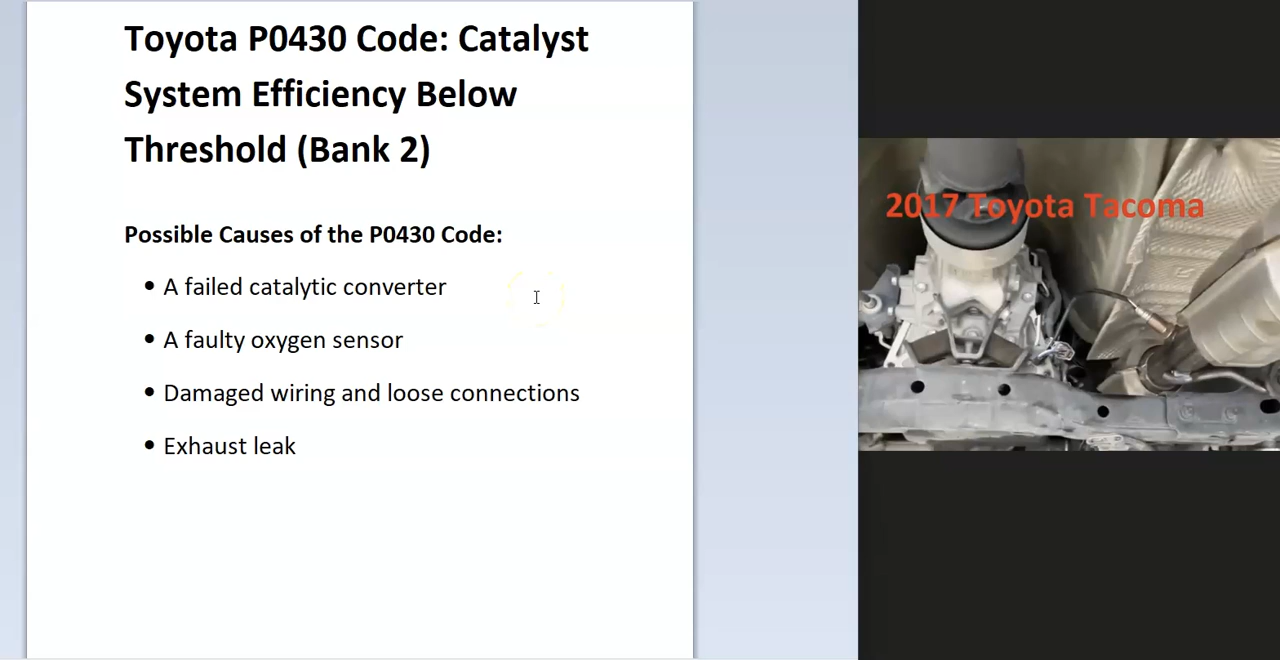 Toyota P0430 Code: Catalyst
System Efficiency Below
Threshold (Bank 2)
Possible Causes of the P0430 Code:
• A failed catalytic converter
• A faulty oxygen sensor
• Damaged wiring and loose connections
• Exhaust leak
2017 Toyota Tacoma